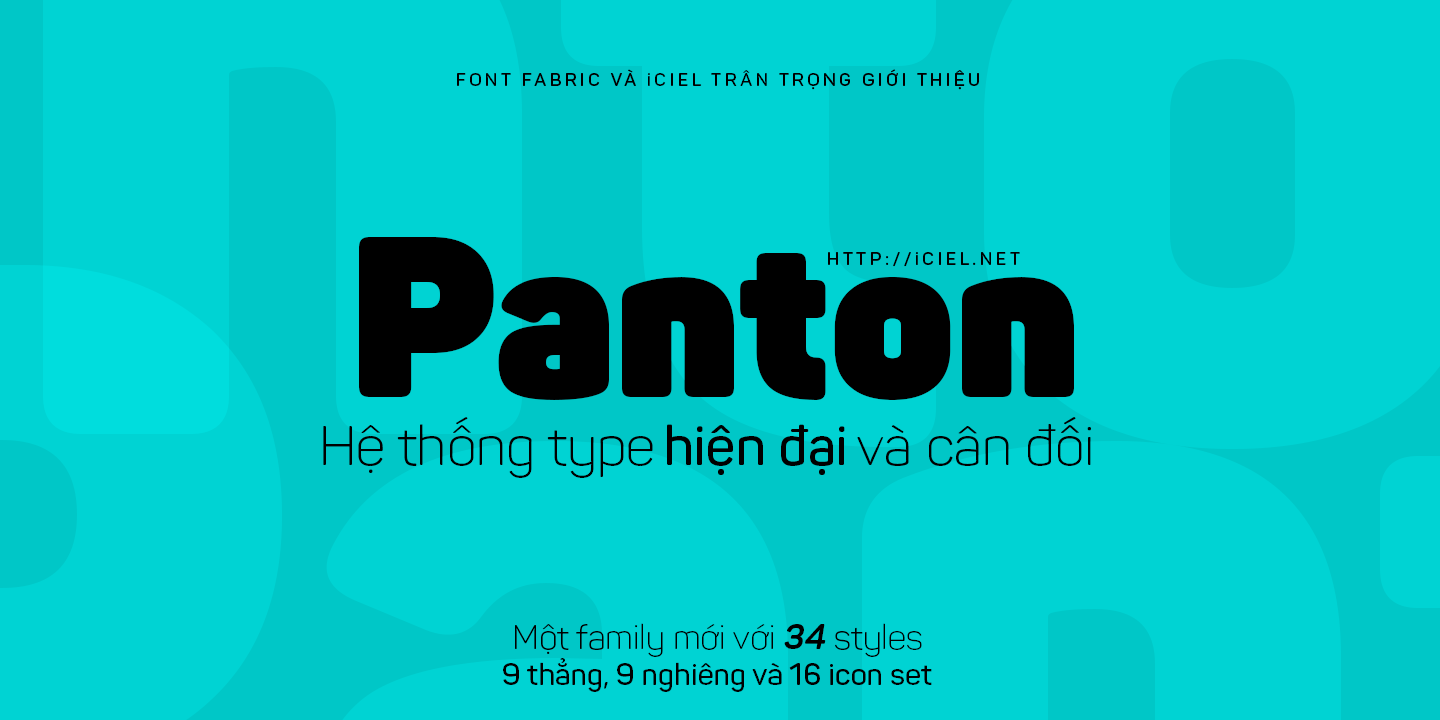 FONT FABRIC VÀ iCIEL TRÂN TRỌNG GIỚI THIỆU
HTTP://iCIEL.NET
Panton
Hệ thống type hiện đại và cân đối
Một family mới với 34 styles
9 thẳng, 9 nghiêng và 16 icon set